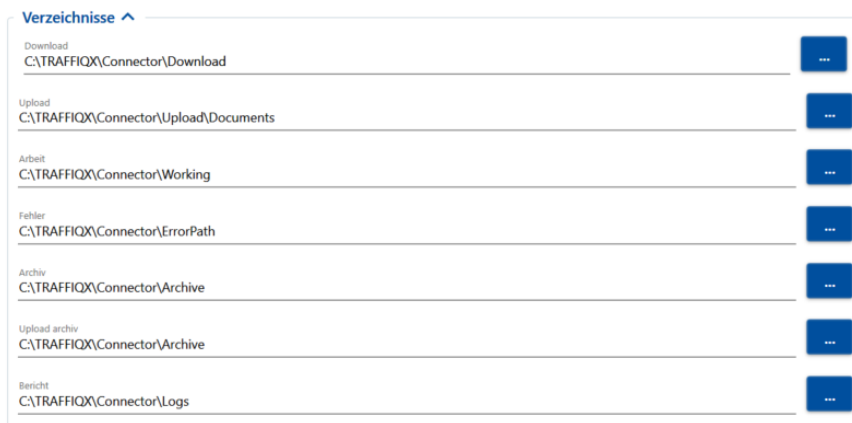 Verzeichnisse
Download
C:\TRAFFIQX\Connector\Download
...
Upload
C:\TRAFFIQX\Connector\Upload\Documents
...
Arbeit
C:\TRAFFIQX\Connector\Working
...
Fehler
C:\TRAFFIQX\Connector\ErrorPath
...
Archiv
C:\TRAFFIQX\Connector\Archive
...
Upload archiv
C:\TRAFFIQX\Connector\Archive
...
Bericht
C:\TRAFFIQX\Connector\Logs
...